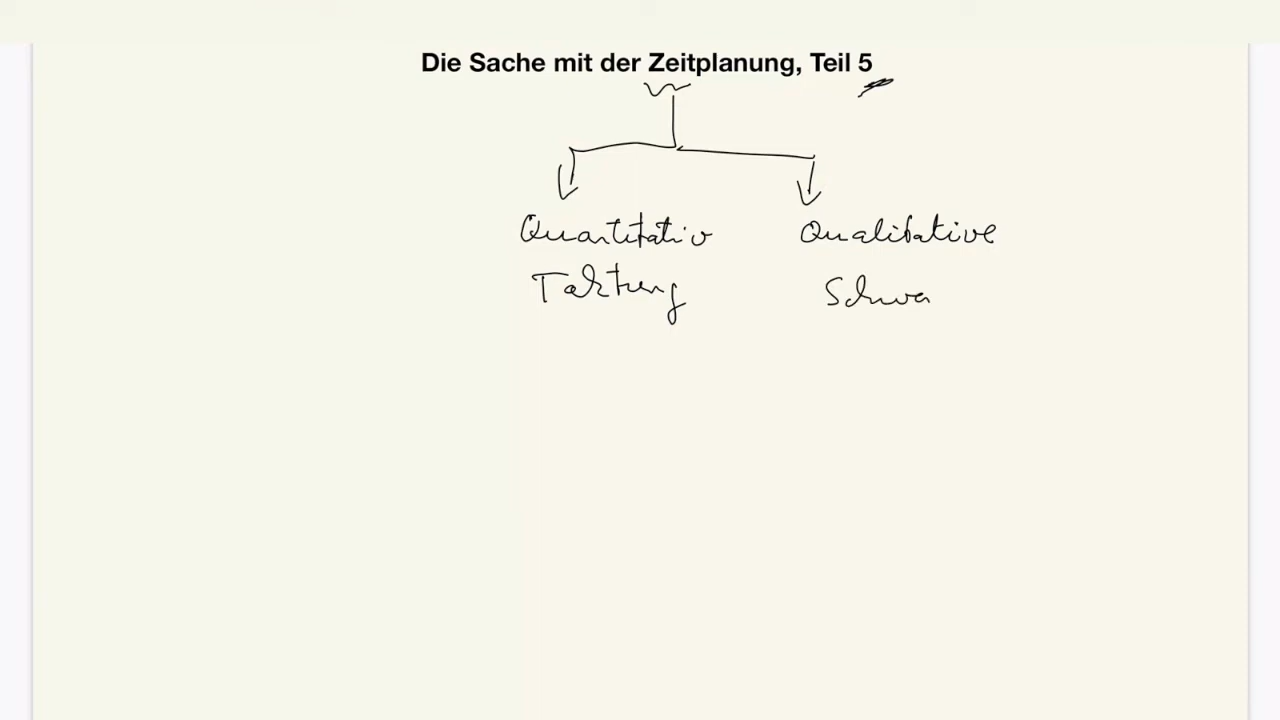 Die Sache mit der Zeitplanung, Teil 5
Quantitativ Qualitative
Taktung Schwa